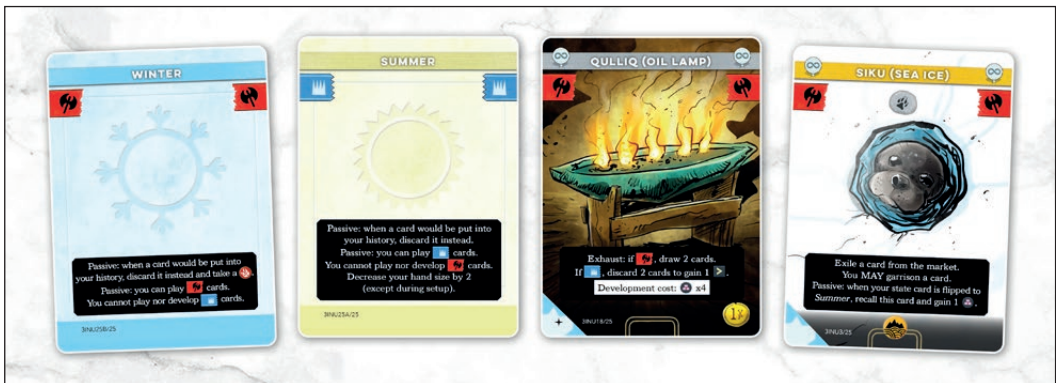 WINTER
Passive: when a card would be put into
your history, discard it instead and take a
Passive: you can play cards.
You cannot play nor develop cards.
3INU25B/25
SUMMER
Passive: when a card would be put into
your history, discard it instead.
Passive: you can play cards.
You cannot play nor develop cards.
Decrease your hand size by 2
(except during setup).
3INU25A/25
QULLIQ (OIL LAMP)
Exhaust: if , draw 2 cards.
If , discard 2 cards to gain 1 .
Development cost: x4
3INU18/25
SIKU (SEA ICE)
Exile a card from the market.
You MAY garrison a card.
Passive: when your state card is flipped to
Summer, recall this card and gain 1 .
3INU3/25